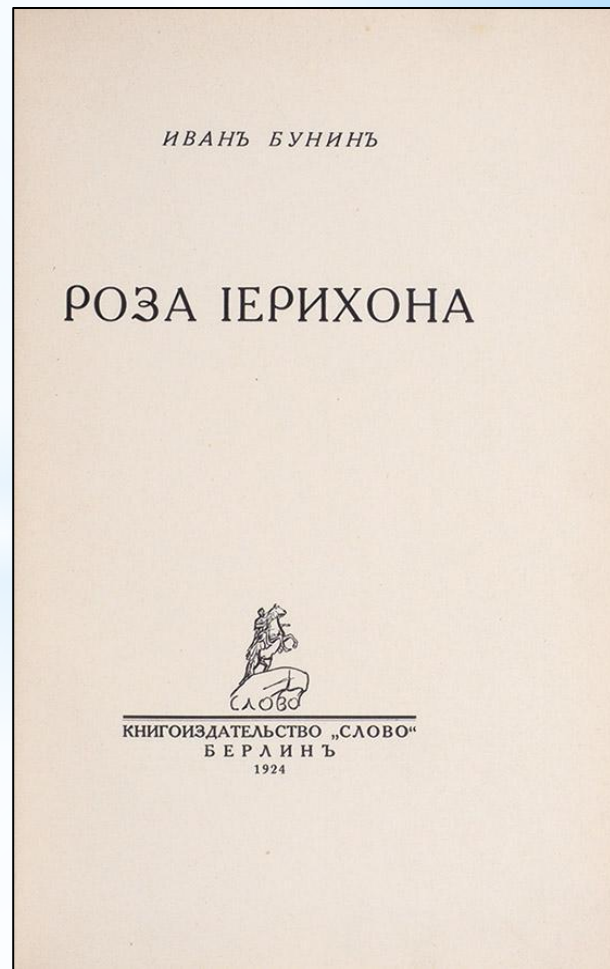 ИВАНЪ БУНИНЪ
РОЗА ІЕРИХОНА
СЛОВО
КНИГОИЗДАТЕЛЬСТВО „СЛОВО“
БЕРЛИНЪ
1924